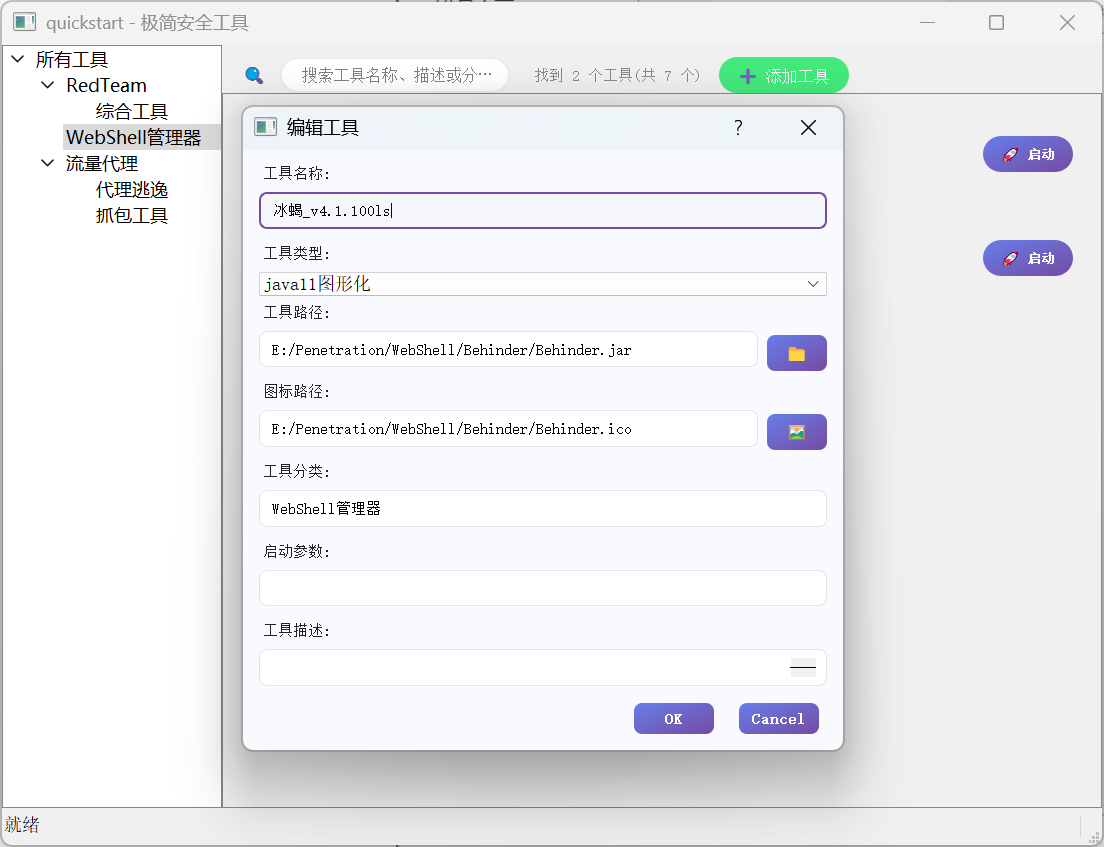 quickstart - 极简安全工具
所有工具
RedTeam
综合工具
WebShell管理器
流量代理
代理逃逸
抓包工具
搜索工具名称、描述或分…
找到 2 个工具(共 7 个)
添加工具
编辑工具
?
工具名称:
冰蝎_v4.1.100ls
工具类型:
java11图形化
工具路径:
E:/Penetration/WebShell/Behinder/Behinder.jar
图标路径:
E:/Penetration/WebShell/Behinder/Behinder.ico
工具分类:
WebShell管理器
启动参数:
工具描述:
OK
Cancel
启动
启动
就绪